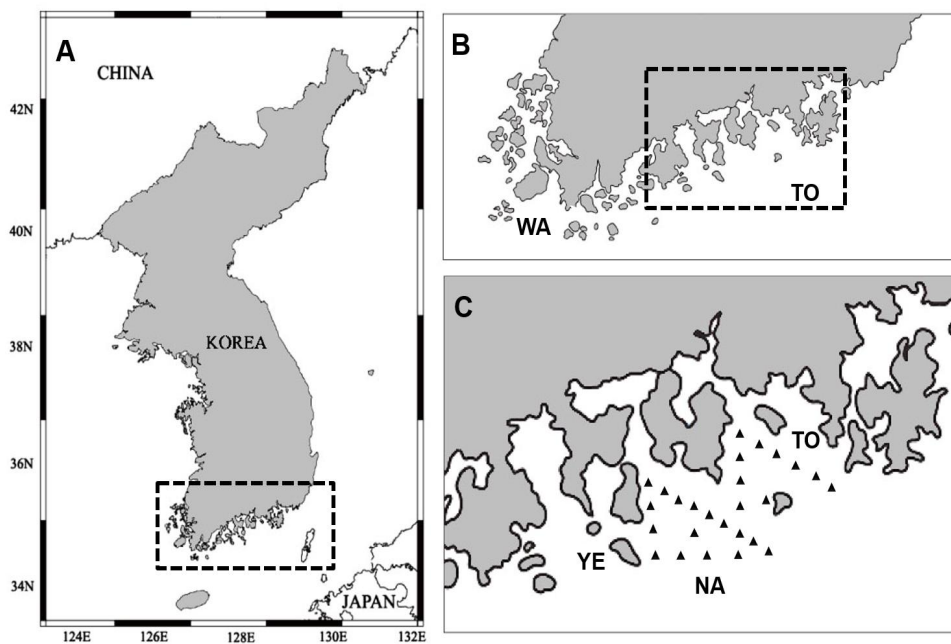 A
CHINA
42N
40N
38N
36N
34N
KOREA
JAPAN
124E
126E
128E
130E
132E
B
TO
WA
C
TO
YE
NA